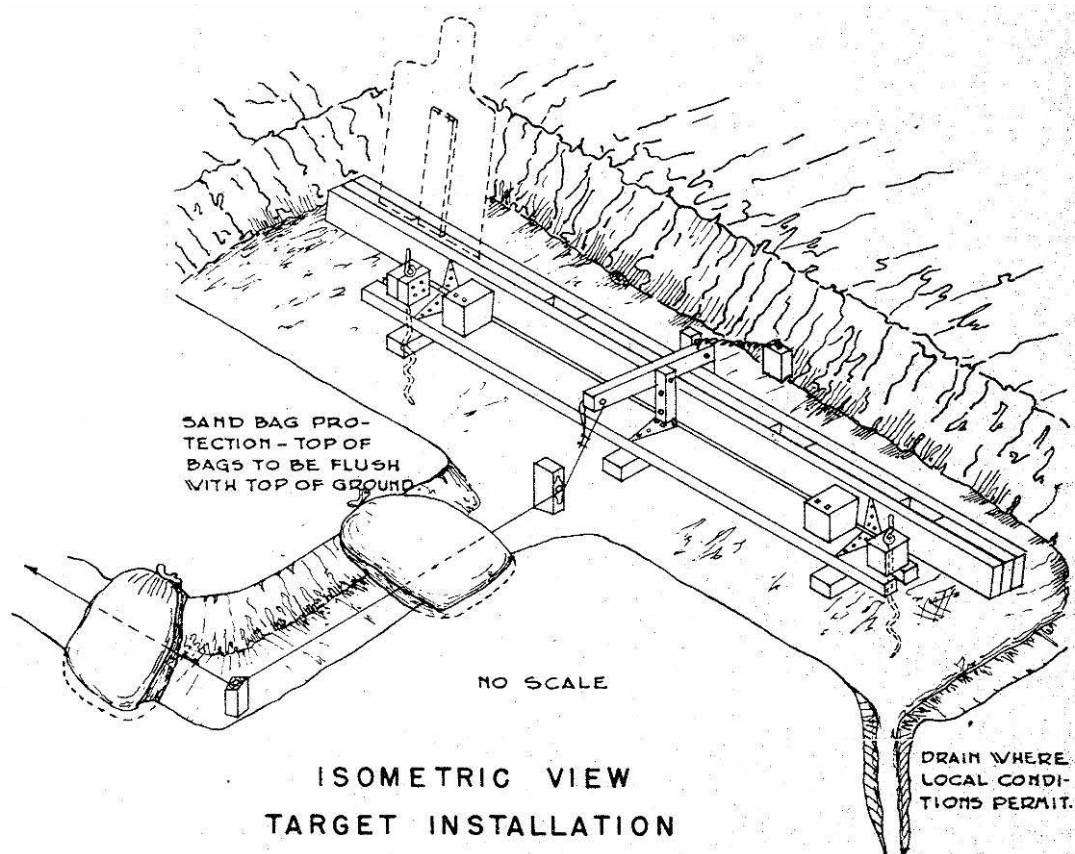 SAND BAG PRO-
TECTION - TOP OF
BAGS TO BE FLUSH
WITH TOP OF GROUND
NO SCALE
DRAIN WHERE
LOCAL CONDI-
TIONS PERMIT.
ISOMETRIC VIEW
TARGET INSTALLATION